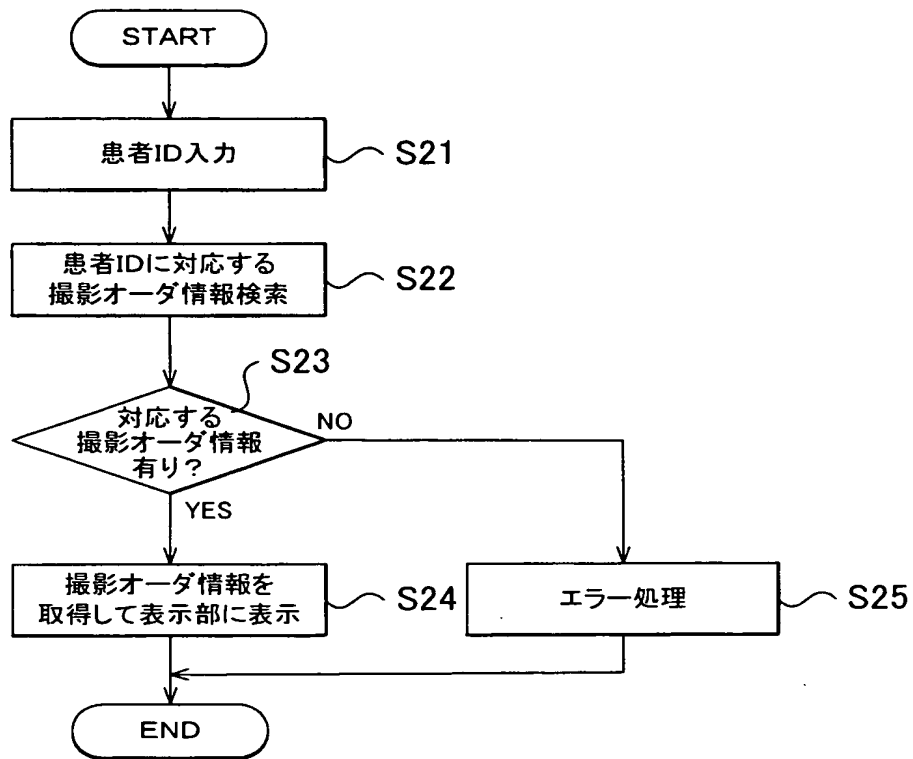 START
患者ID入力
S21
患者IDに対応する
撮影オーダ情報検索
S22
S23
対応する
撮影オーダ情報
有り?
NO
YES
撮影オーダ情報を
取得して表示部に表示
S24
エラー処理
S25
END